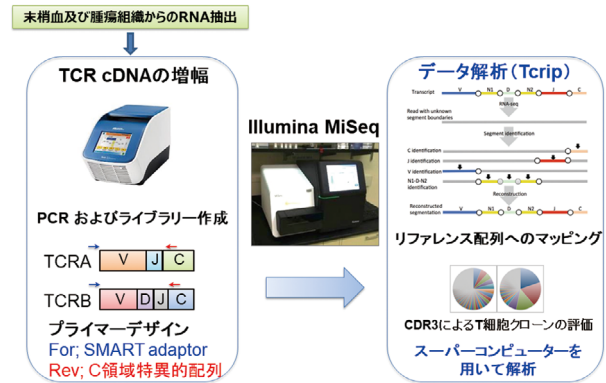 末梢血及び腫瘍組織からのRNA抽出
TCR cDNAの増幅
PCR およびライブラリー作成
TCRA
V
J
C
TCRB
V
D
J
C
プライマーデザイン
For; SMART adaptor
Rev; C領域特異的配列
Illumina MiSeq
データ解析(Tcrip)
V
N1
D
N2
J
C
Transcript
RNA-seq
Read with unknown
segment boundaries
Segment identification
C identification
J identification
V identification
N1-D-N2
identification
Reconstruction
V
N1
D
N2
J
C
Reconstructed
segmentation
リファレンス配列へのマッピング
CDR3によるT細胞クローンの評価
スーパーコンピューターを
用いて解析